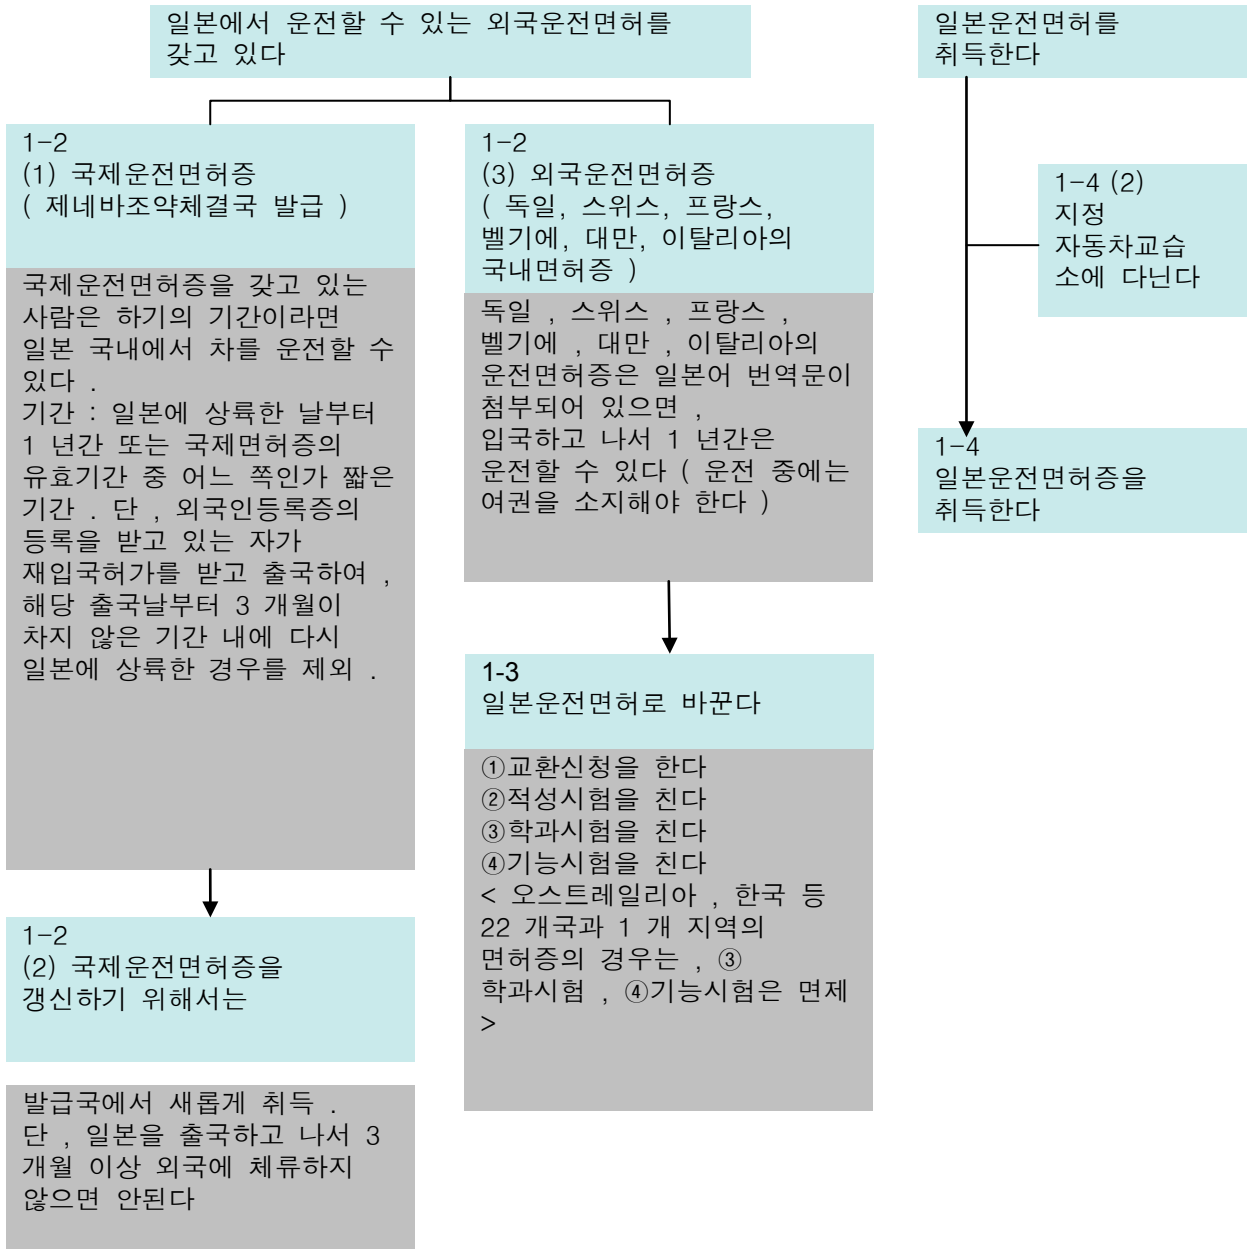 일본에서 운전할 수 있는 외국운전면허를
갖고 있다
1-2
(1) 국제운전면허증
( 제네바조약체결국 발급 )
국제운전면허증을 갖고 있는
사람은 하기의 기간이라면
일본 국내에서 차를 운전할 수
있다 .
기간 : 일본에 상륙한 날부터
1 년간 또는 국제면허증의
유효기간 중 어느 쪽인가 짧은
기간 . 단 , 외국인등록증의
등록을 받고 있는 자가
재입국허가를 받고 출국하여 ,
해당 출국날부터 3 개월이
차지 않은 기간 내에 다시
일본에 상륙한 경우를 제외 .
1-2
(2) 국제운전면허증을
갱신하기 위해서는
발급국에서 새롭게 취득 .
단 , 일본을 출국하고 나서 3
개월 이상 외국에 체류하지
않으면 안된다
1-2
(3) 외국운전면허증
( 독일, 스위스, 프랑스,
벨기에, 대만, 이탈리아의
국내면허증 )
독일 , 스위스 , 프랑스 ,
벨기에 , 대만 , 이탈리아의
운전면허증은 일본어 번역문이
첨부되어 있으면 ,
입국하고 나서 1 년간은
운전할 수 있다 ( 운전 중에는
여권을 소지해야 한다 )
1-3
일본운전면허로 바꾼다
①교환신청을 한다
②적성시험을 친다
③학과시험을 친다
④기능시험을 친다
< 오스트레일리아 , 한국 등
22 개국과 1 개 지역의
면허증의 경우는 , ③
학과시험 , ④기능시험은 면제
>
일본운전면허를
취득한다
1-4 (2)
지정
자동차교습
소에 다닌다
1-4
일본운전면허증을
취득한다